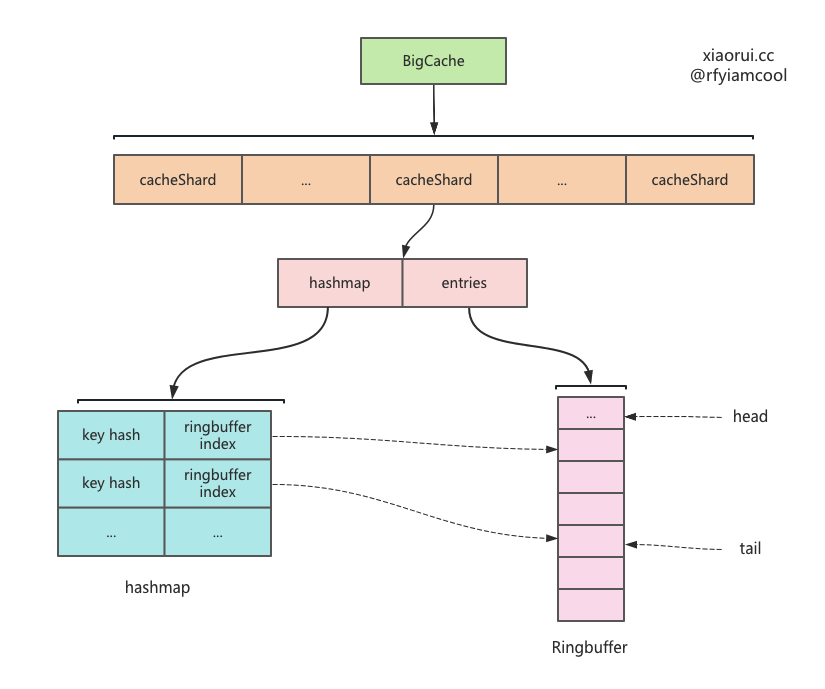 BigCache
xiaorui.cc
@rfyiamcool
cacheShard
...
cacheShard
...
cacheShard
hashmap
entries
key hash
ringbuffer
index
key hash
ringbuffer
index
...
...
hashmap
...
head
tail
Ringbuffer